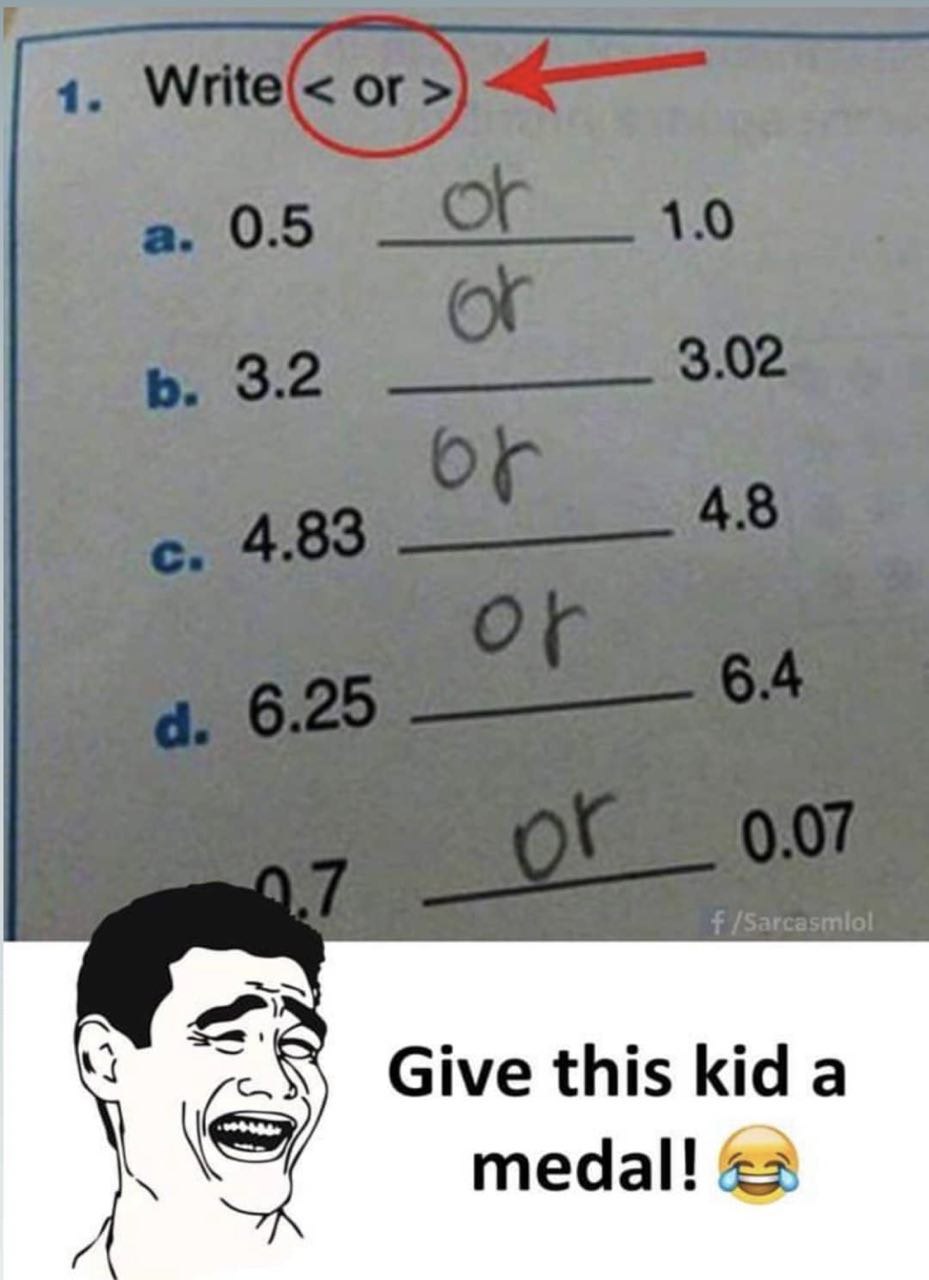 1. Write < or >
a. 0.5 or 1.0
b. 3.2 or 3.02
c. 4.83 or 4.8
d. 6.25 or 6.4
0.7 or 0.07
f /Sarcasmlol
Give this kid a
medal! 😂